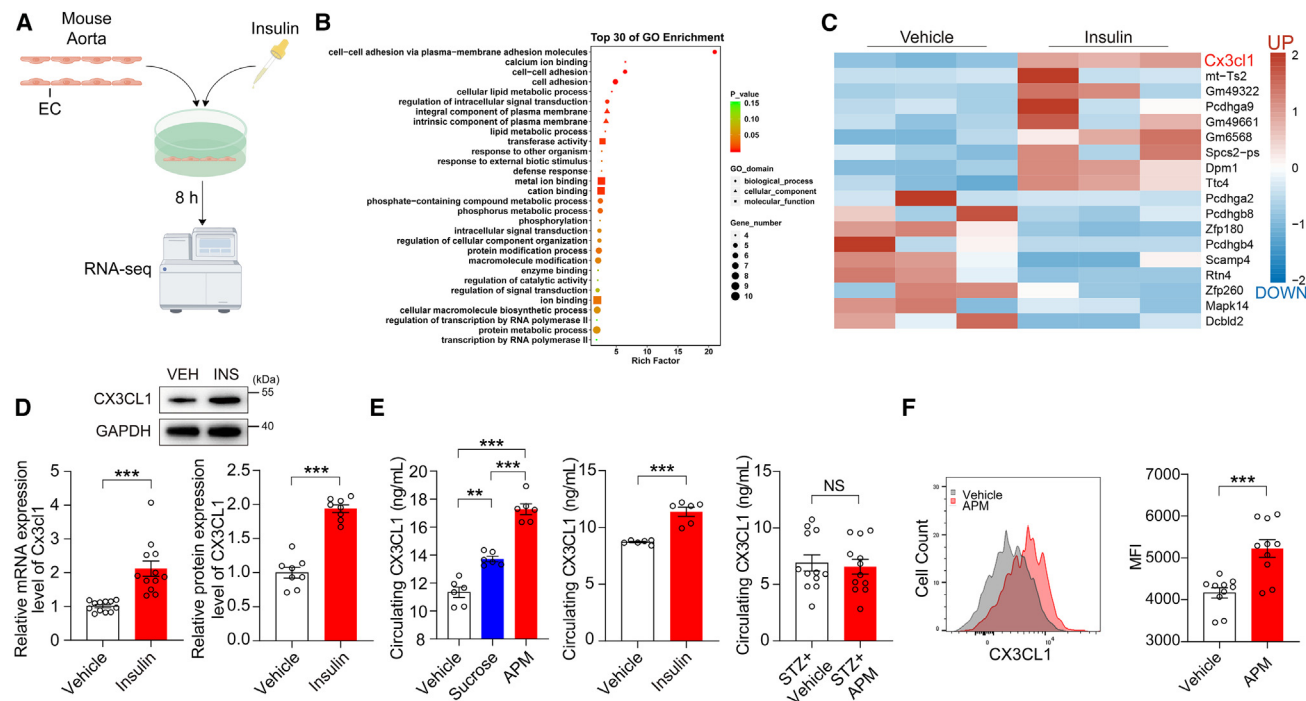 A
Mouse
Aorta
Insulin
EC
8 h
RNA-seq
B
Top 30 of GO Enrichment
cell-cell adhesion via plasma-membrane adhesion molecules
calcium ion binding
cell-cell adhesion
cell adhesion
cellular lipid metabolic process
regulation of intracellular signal transduction
integral component of plasma membrane
intrinsic component of plasma membrane
lipid metabolic process
transferase activity
response to other organism
response to external biotic stimulus
defense response
metal ion binding
cation binding
phosphate-containing compound metabolic process
phosphorus metabolic process
phosphorylation
intracellular signal transduction
regulation of cellular component organization
protein modification process
macromolecule modification
enzyme binding
regulation of catalytic activity
regulation of signal transduction
ion binding
cellular macromolecule biosynthetic process
regulation of transcription by RNA polymerase II
protein metabolic process
transcription by RNA polymerase II
5 10 15 20
Rich Factor
P_value
0.15
0.10
0.05
GO_domain
biological_process
cellular_component
molecular_function
Gene_number
4
5
6
7
8
9
10
C
Vehicle Insulin
UP
Cx3cl1
mt-Ts2
Gm49322
Pcdhga9
Gm49661
Gm6568
Spcs2-ps
Dpm1
Ttc4
Pcdhga2
Pcdhgb8
Zfp180
Pcdhgb4
Scamp4
Rtn4
Zfp260
Mapk14
Dcbld2
2
1
0
−1
−2
DOWN
D
VEH INS (kDa)
CX3CL1 55
GAPDH 40
Relative mRNA expression
level of Cx3cl1
5
4
3
2
1
0
***
Vehicle
Insulin
Relative protein expression
level of CX3CL1
2.5
2.0
1.5
1.0
0.5
0.0
***
Vehicle
Insulin
E
Circulating CX3CL1 (ng/mL)
20
18
16
14
12
10
8
***
***
**
Vehicle
Sucrose
APM
Circulating CX3CL1 (ng/mL)
15
10
5
0
***
Vehicle
Insulin
Circulating CX3CL1 (ng/mL)
15
10
5
0
NS
STZ+
Vehicle
STZ+
APM
F
Cell Count
30
20
10
0
Vehicle
APM
0 10⁴
CX3CL1
MFI
7000
6000
5000
4000
3000
***
Vehicle
APM